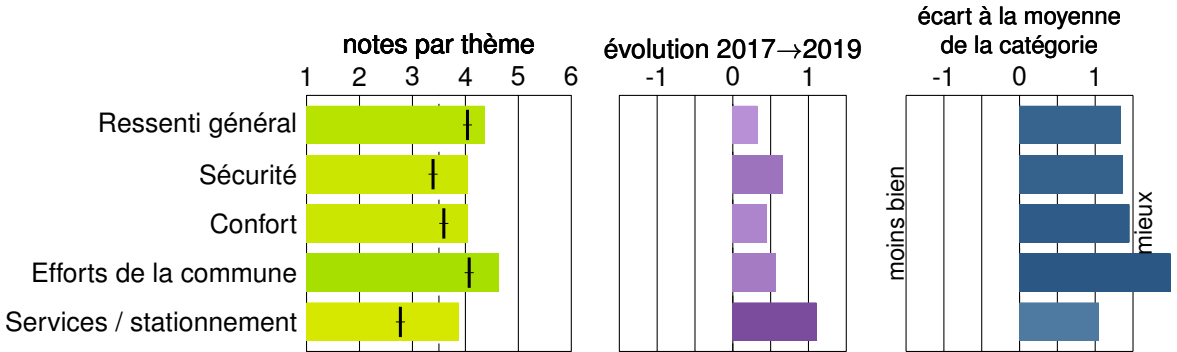 notes par thème
1 2 3 4 5 6
évolution 2017→2019
-1 0 1
écart à la moyenne
de la catégorie
-1 0 1
Ressenti général
Sécurité
Confort
Efforts de la commune
Services / stationnement
moins bien
mieux